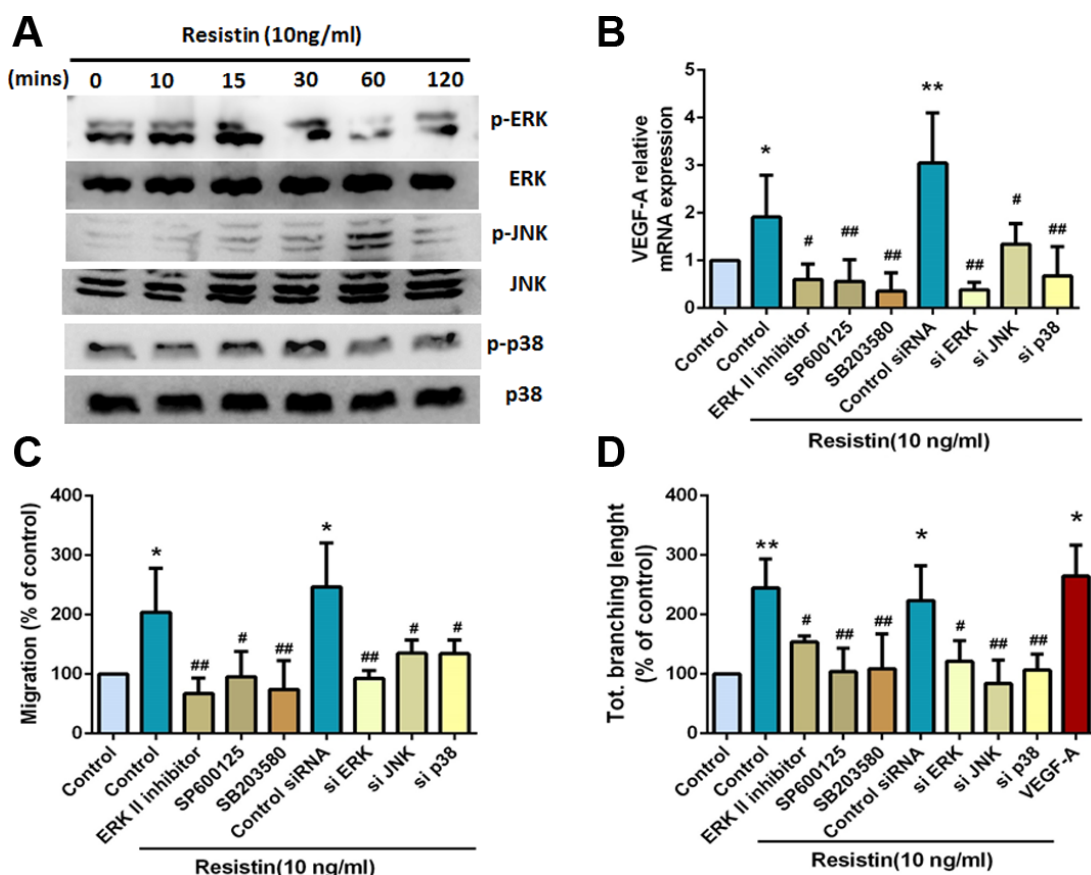 A
Resistin (10ng/ml)
(mins) 0 10 15 30 60 120
p-ERK
ERK
p-JNK
JNK
p-p38
p38
B
VEGF-A relative
mRNA expression
5
4
3
2
1
0
*
#
##
##
**
##
#
##
Control
Control
ERK II inhibitor
SP600125
SB203580
Control siRNA
si ERK
si JNK
si p38
Resistin(10 ng/ml)
C
Migration (% of control)
400
300
200
100
0
*
##
#
##
*
##
#
#
Control
Control
ERK II inhibitor
SP600125
SB203580
Control siRNA
si ERK
si JNK
si p38
Resistin(10 ng/ml)
D
Tot. branching lenght
(% of control)
400
300
200
100
0
**
#
##
##
*
#
##
##
*
Control
Control
ERK II inhibitor
SP600125
SB203580
Control siRNA
si ERK
si JNK
si p38
VEGF-A
Resistin(10 ng/ml)